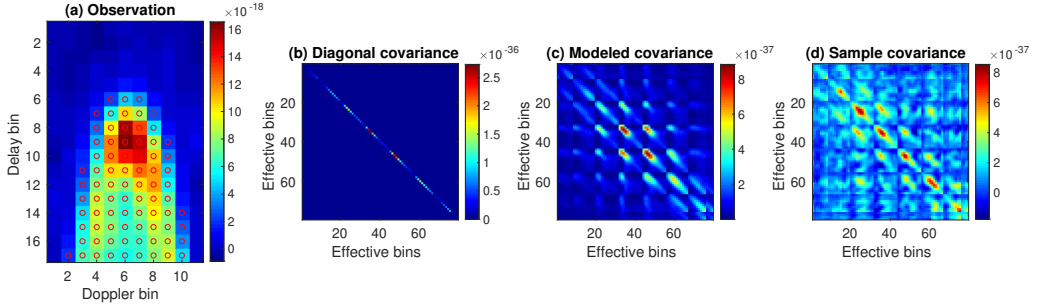 (a) Observation
×10^-18
16
14
12
10
8
6
4
2
0
2
4
6
8
10
12
14
16
2 4 6 8 10
Delay bin
Doppler bin
(b) Diagonal covariance
×10^-36
2.5
2
1.5
1
0.5
0
20
40
60
20 40 60
Effective bins
Effective bins
(c) Modeled covariance
×10^-37
8
6
4
2
20
40
60
20 40 60
Effective bins
Effective bins
(d) Sample covariance
×10^-37
8
6
4
2
0
20
40
60
20 40 60
Effective bins
Effective bins